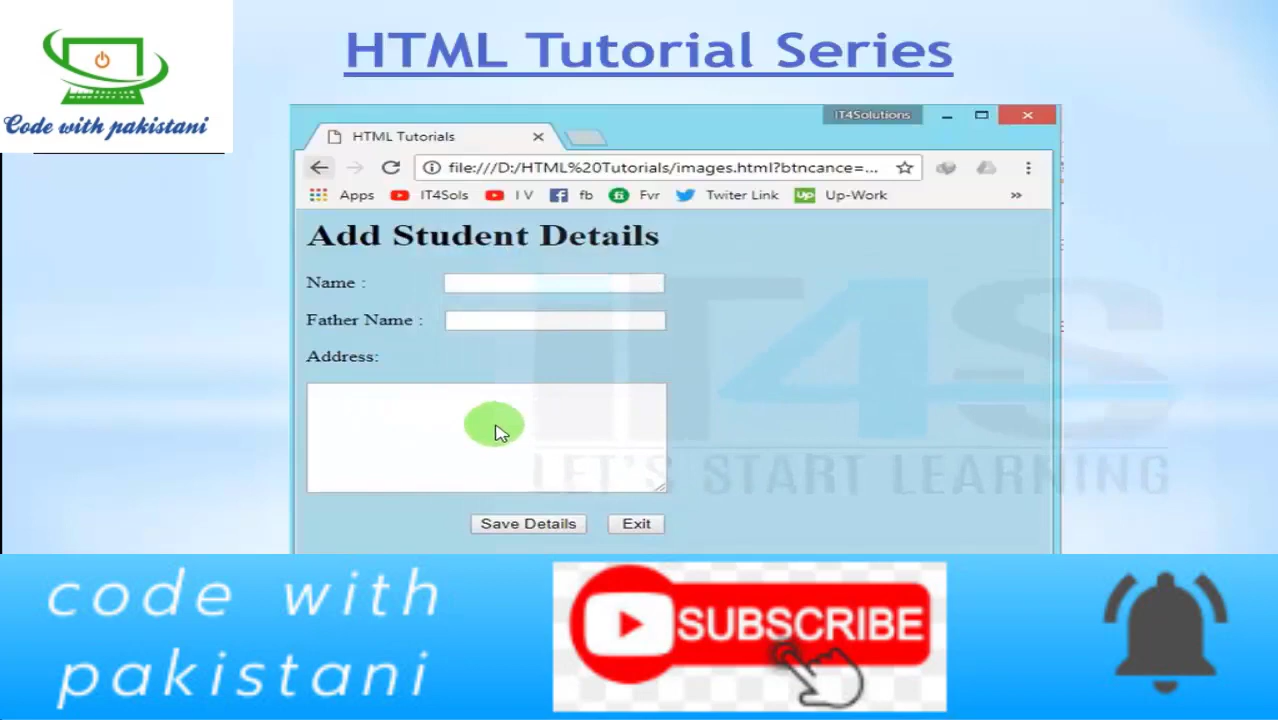 HTML Tutorial Series
Code with pakistani
IT4Solutions
HTML Tutorials
file:///D:/HTML%20Tutorials/images.html?btncance=...
Apps IT4Sols I V fb Fvr Twiter Link Up Up-Work »
Add Student Details
Name :
Father Name :
Address:
IT4S
LET'S START LEARNING
Save Details Exit
code with
pakistani
SUBSCRIBE